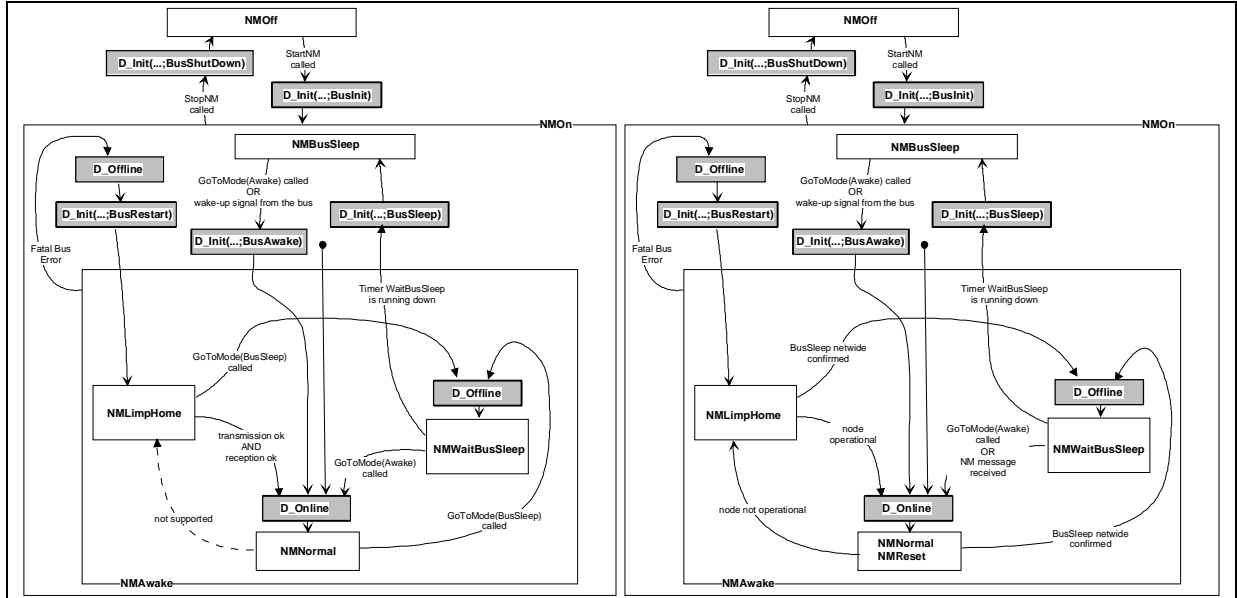 NMOff
D_Init(...;BusShutDown)
StartNM
called
D_Init(...;BusInit)
StopNM
called
NMOn
NMBusSleep
D_Offline
GoToMode(Awake) called
OR
wake-up signal from the bus
D_Init(...;BusRestart)
D_Init(...;BusSleep)
D_Init(...;BusAwake)
Fatal Bus
Error
Timer WaitBusSleep
is running down
GoToMode(BusSleep)
called
D_Offline
NMLimpHome
transmission ok
AND
reception ok
NMWaitBusSleep
GoToMode(Awake)
called
D_Online
GoToMode(BusSleep)
called
not supported
NMNormal
NMAwake
NMOff
D_Init(...;BusShutDown)
StartNM
called
D_Init(...;BusInit)
StopNM
called
NMOn
NMBusSleep
D_Offline
GoToMode(Awake) called
OR
wake-up signal from the bus
D_Init(...;BusRestart)
D_Init(...;BusSleep)
D_Init(...;BusAwake)
Fatal Bus
Error
Timer WaitBusSleep
is running down
BusSleep netwide
confirmed
D_Offline
NMLimpHome
node
operational
GoToMode(Awake)
called
OR
NM message
received
NMWaitBusSleep
D_Online
node not operational
NMNormal
NMReset
BusSleep netwide
confirmed
NMAwake